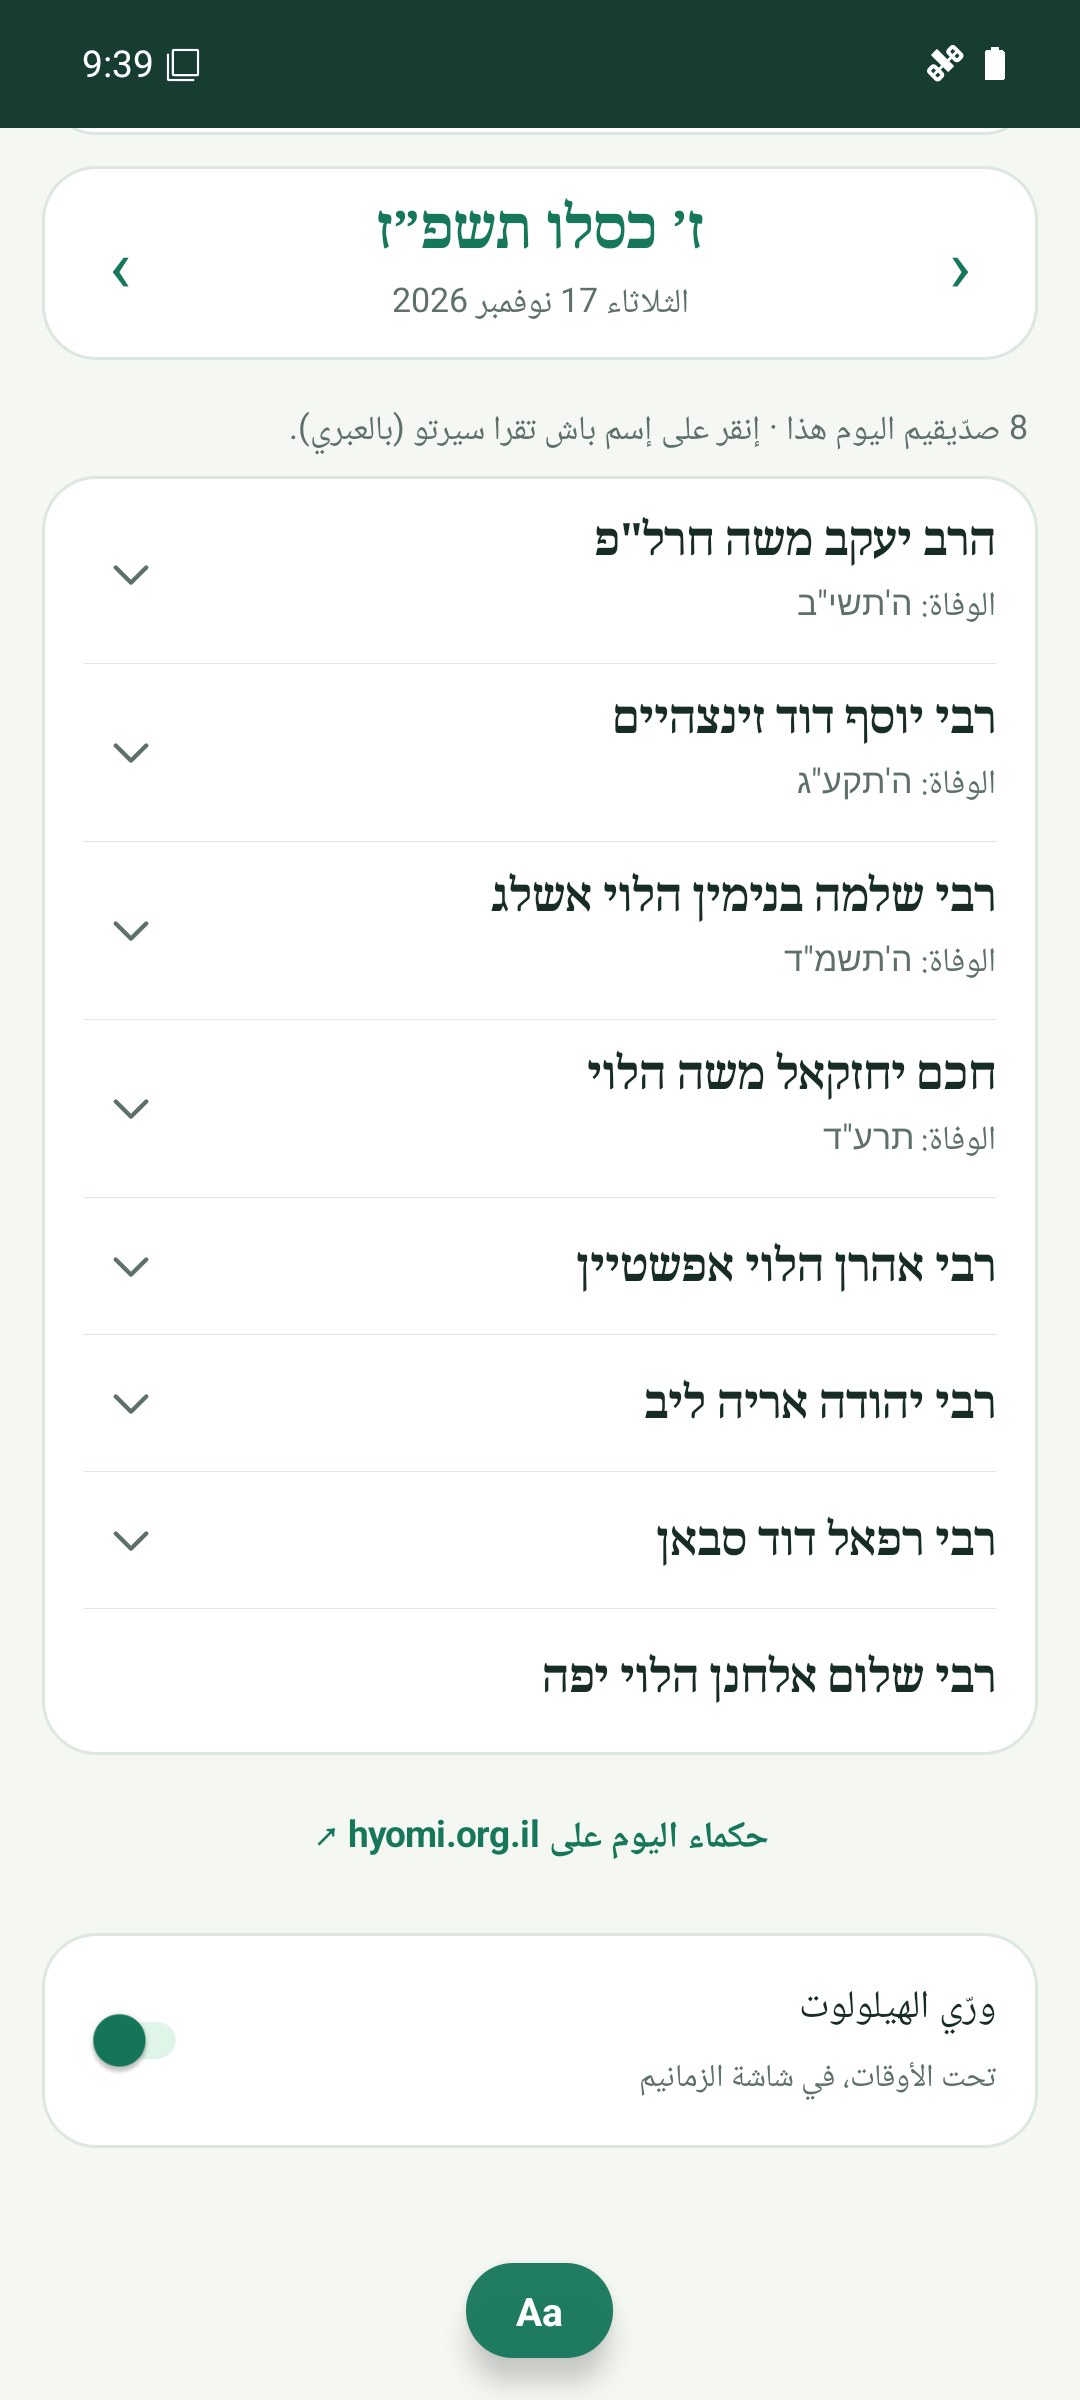 9:39
ז׳ כסלו תשפ״ז
الثلاثاء 17 نوفمبر 2026
8 صدّيقيم اليوم هذا · إنقر على إسم باش تقرا سيرتو (بالعبري).
הרב יעקב משה חרל"פ
الوفاة: ה'תשי"ב
רבי יוסף דוד זינצהיים
الوفاة: ה'תקע"ג
רבי שלמה בנימין הלוי אשלג
الوفاة: ה'תשמ"ד
חכם יחזקאל משה הלוי
الوفاة: תרע"ד
רבי אהרן הלוי אפשטיין
רבי יהודה אריה ליב
רבי רפאל דוד סבאן
רבי שלום אלחנן הלוי יפה
حكماء اليوم على hyomi.org.il ↗
ورّي الهيلولوت
تحت الأوقات، في شاشة الزمانيم
Aa